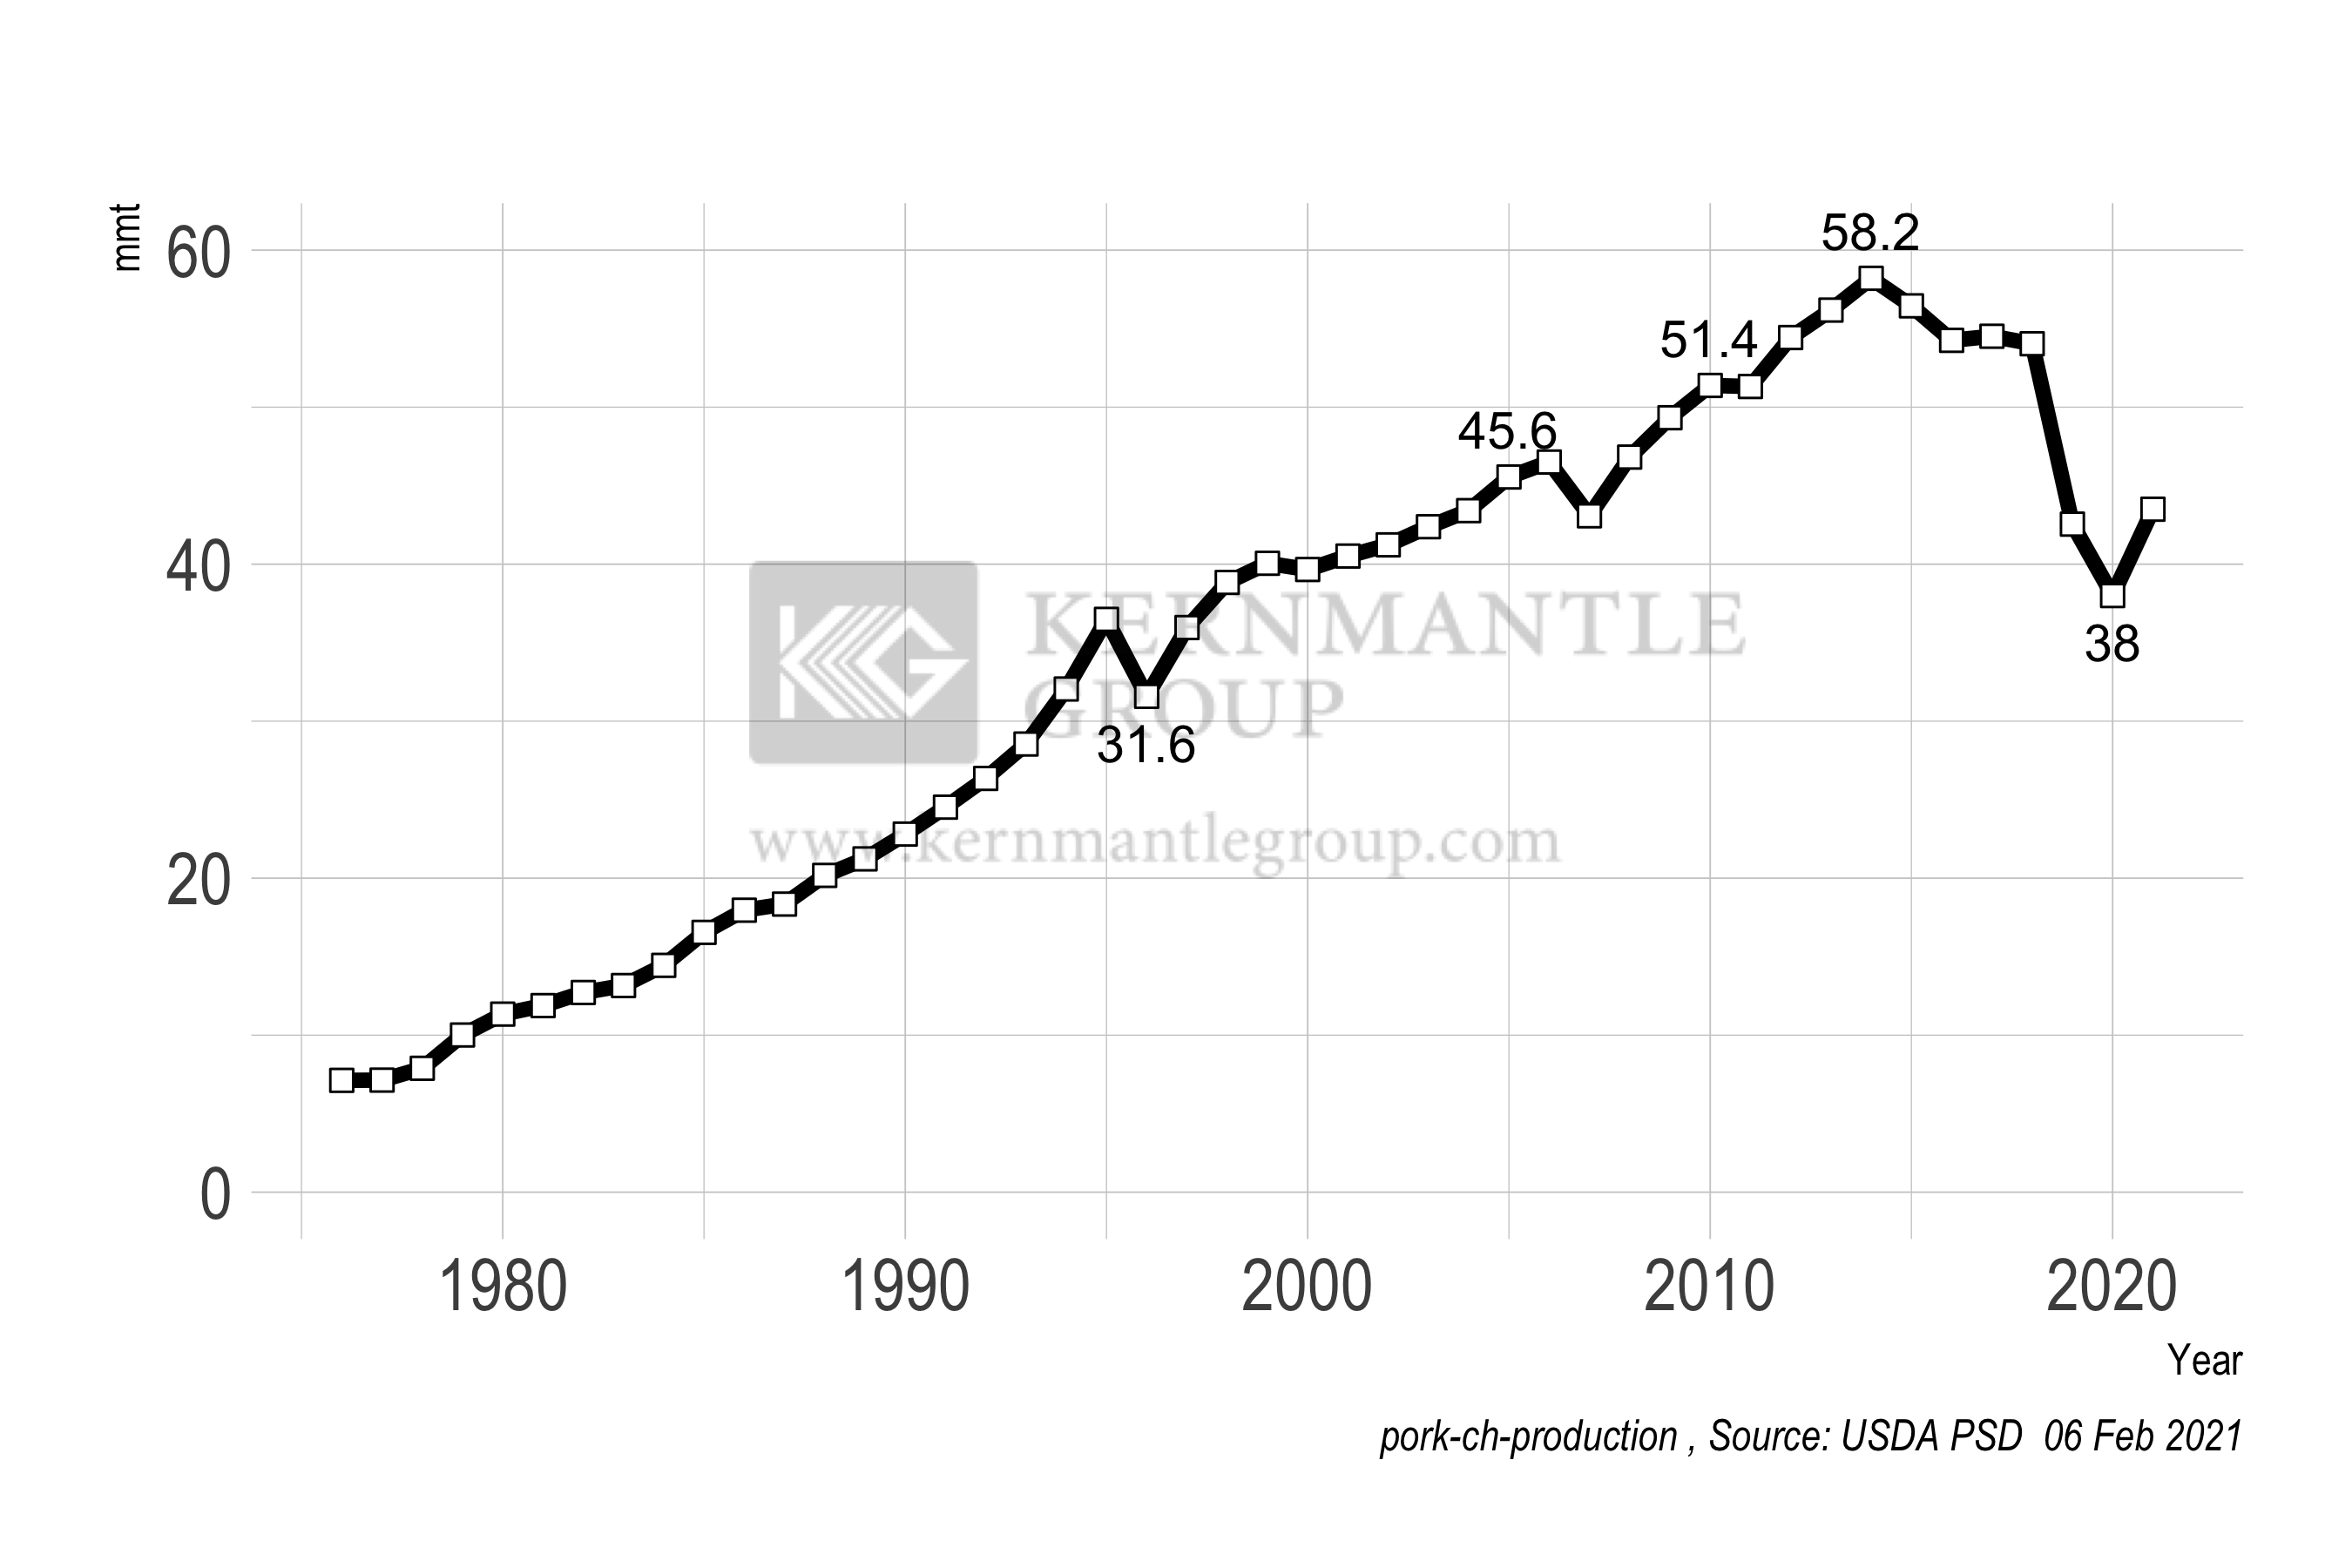 mmt
60
58.2
51.4
45.6
40
KERNMANTLE
GROUP
38
31.6
www.kernmantlegroup.com
20
0
1980 1990 2000 2010 2020
Year
pork-ch-production , Source: USDA PSD  06 Feb 2021